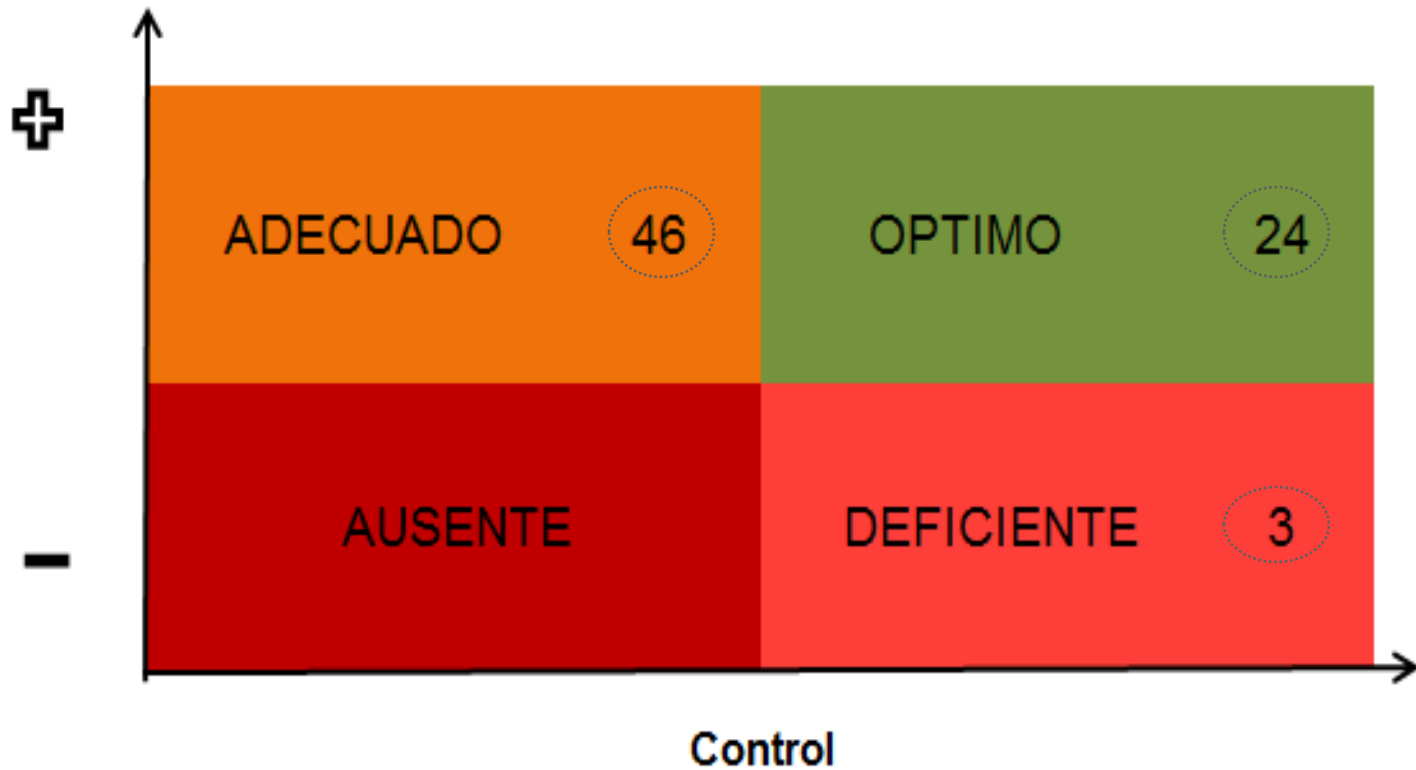 +
ADECUADO 46 OPTIMO 24
AUSENTE DEFICIENTE 3
-
Control